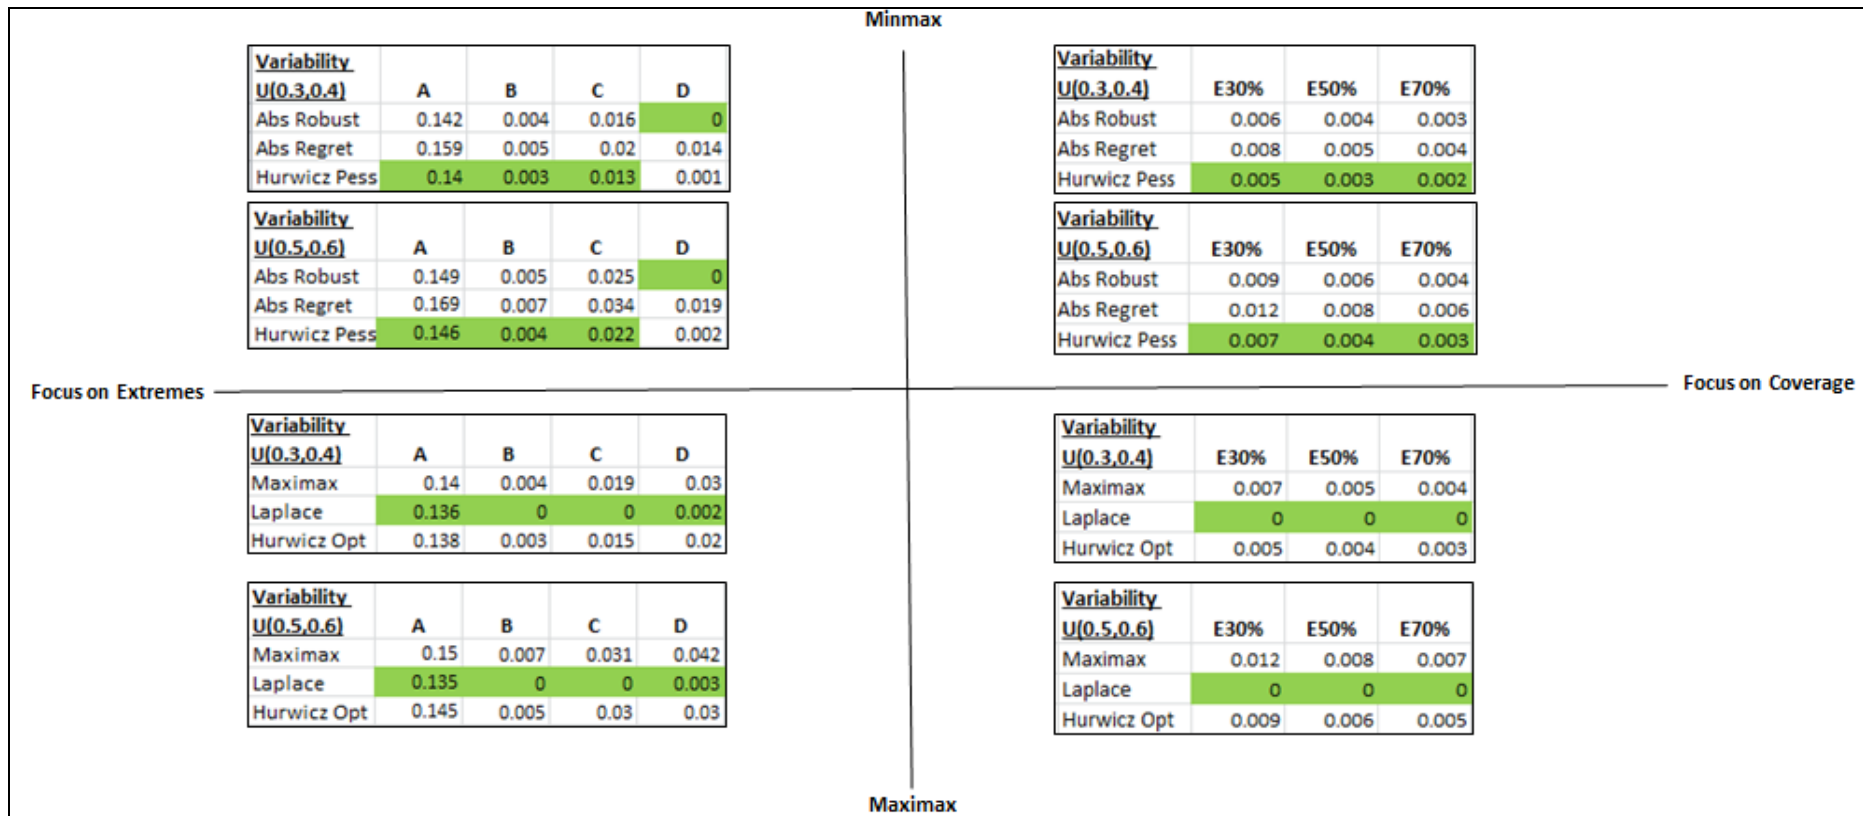 Minmax
Variability
U(0.3,0.4) A B C D
Abs Robust 0.142 0.004 0.016 0
Abs Regret 0.159 0.005 0.02 0.014
Hurwicz Pess 0.14 0.003 0.013 0.001
Variability
U(0.5,0.6) A B C D
Abs Robust 0.149 0.005 0.025 0
Abs Regret 0.169 0.007 0.034 0.019
Hurwicz Pess 0.146 0.004 0.022 0.002
Variability
U(0.3,0.4) E30% E50% E70%
Abs Robust 0.006 0.004 0.003
Abs Regret 0.008 0.005 0.004
Hurwicz Pess 0.005 0.003 0.002
Variability
U(0.5,0.6) E30% E50% E70%
Abs Robust 0.009 0.006 0.004
Abs Regret 0.012 0.008 0.006
Hurwicz Pess 0.007 0.004 0.003
Focus on Extremes
Focus on Coverage
Variability
U(0.3,0.4) A B C D
Maximax 0.14 0.004 0.019 0.03
Laplace 0.136 0 0 0.002
Hurwicz Opt 0.138 0.003 0.015 0.02
Variability
U(0.5,0.6) A B C D
Maximax 0.15 0.007 0.031 0.042
Laplace 0.135 0 0 0.003
Hurwicz Opt 0.145 0.005 0.03 0.03
Variability
U(0.3,0.4) E30% E50% E70%
Maximax 0.007 0.005 0.004
Laplace 0 0 0
Hurwicz Opt 0.005 0.004 0.003
Variability
U(0.5,0.6) E30% E50% E70%
Maximax 0.012 0.008 0.007
Laplace 0 0 0
Hurwicz Opt 0.009 0.006 0.005
Maximax